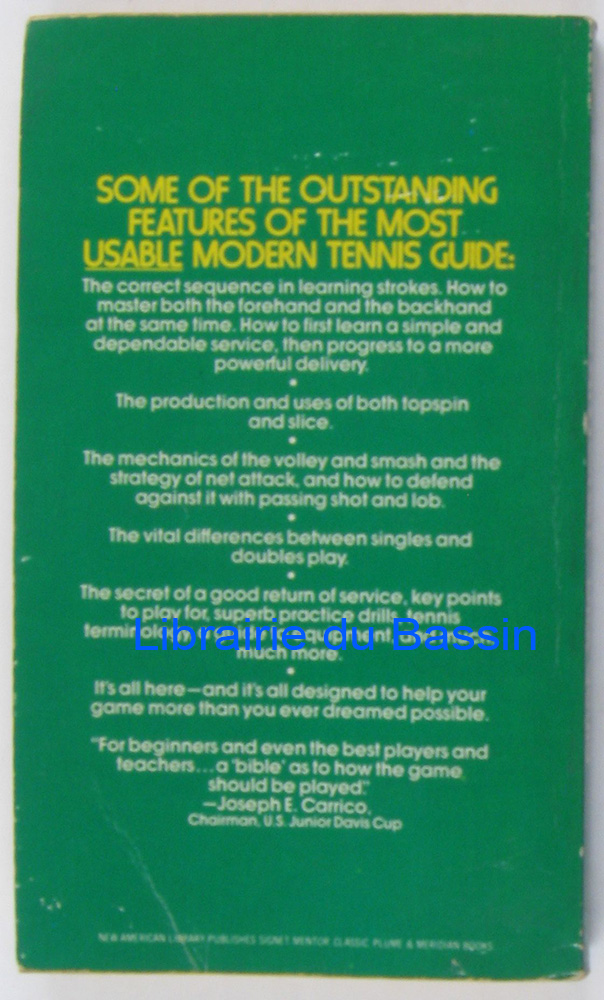 SOME OF THE OUTSTANDING
FEATURES OF THE MOST
USABLE MODERN TENNIS GUIDE:
The correct sequence in learning strokes. How to
master both the forehand and the backhand
at the same time. How to first learn a simple and
dependable service, then progress to a more
powerful delivery.
•
The production and uses of both topspin
and slice.
•
The mechanics of the volley and smash and the
strategy of net attack, and how to defend
against it with passing shot and lob.
•
The vital differences between singles and
doubles play.
•
The secret of a good return of service, key points
to play for, superb practice drills, tennis
equipment,
Librairie du Bassin
much more.
•
It's all here—and it's all designed to help your
game more than you ever dreamed possible.
"For beginners and even the best players and
teachers...a 'bible' as to how the game
should be played."
—Joseph E. Carrico,
Chairman, U.S. Junior Davis Cup
NEW AMERICAN LIBRARY PUBLISHES SIGNET, MENTOR, CLASSIC, PLUME & MERIDIAN BOOKS